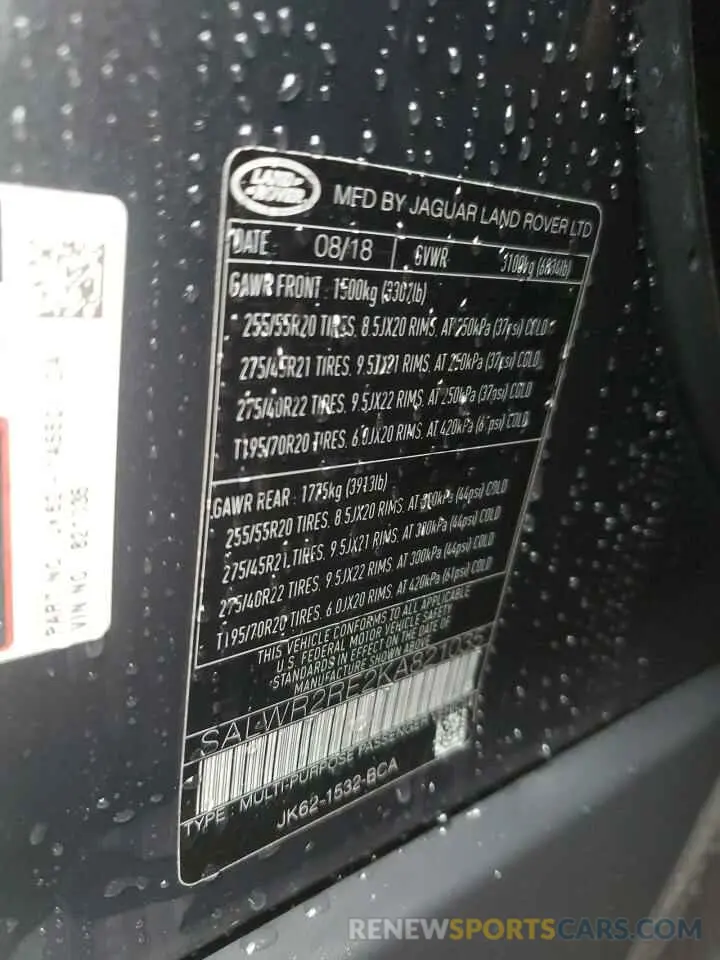 LAND ROVER MFD BY JAGUAR LAND ROVER LTD
DATE 08/18 GVWR 3100kg (6834lb)
GAWR FRONT : 1500kg (3307lb)
255/55R20 TIRES, 8.5JX20 RIMS, AT 250kPa (37psi) COLD
275/45R21 TIRES, 9.5JX21 RIMS, AT 250kPa (37psi) COLD
275/40R22 TIRES, 9.5JX22 RIMS, AT 250kPa (37psi) COLD
T195/70R20 TIRES, 6.0JX20 RIMS, AT 420kPa (61psi) COLD
GAWR REAR : 1775kg (3913lb)
255/55R20 TIRES, 8.5JX20 RIMS, AT 300kPa (44psi) COLD
275/45R21 TIRES, 9.5JX21 RIMS, AT 300kPa (44psi) COLD
275/40R22 TIRES, 9.5JX22 RIMS, AT 300kPa (44psi) COLD
T195/70R20 TIRES, 6.0JX20 RIMS, AT 420kPa (61psi) COLD
THIS VEHICLE CONFORMS TO ALL APPLICABLE
U.S. FEDERAL MOTOR VEHICLE SAFETY
STANDARDS IN EFFECT ON THE DATE OF
MANUFACTURE SHOWN ABOVE
SALWR2RE2KA821035
TYPE : MULTI-PURPOSE PASSENGER VEHICLE
JK62-1532-BCA
PART NO.
VIN NO. 821035
RENEWSPORTSCARS.COM